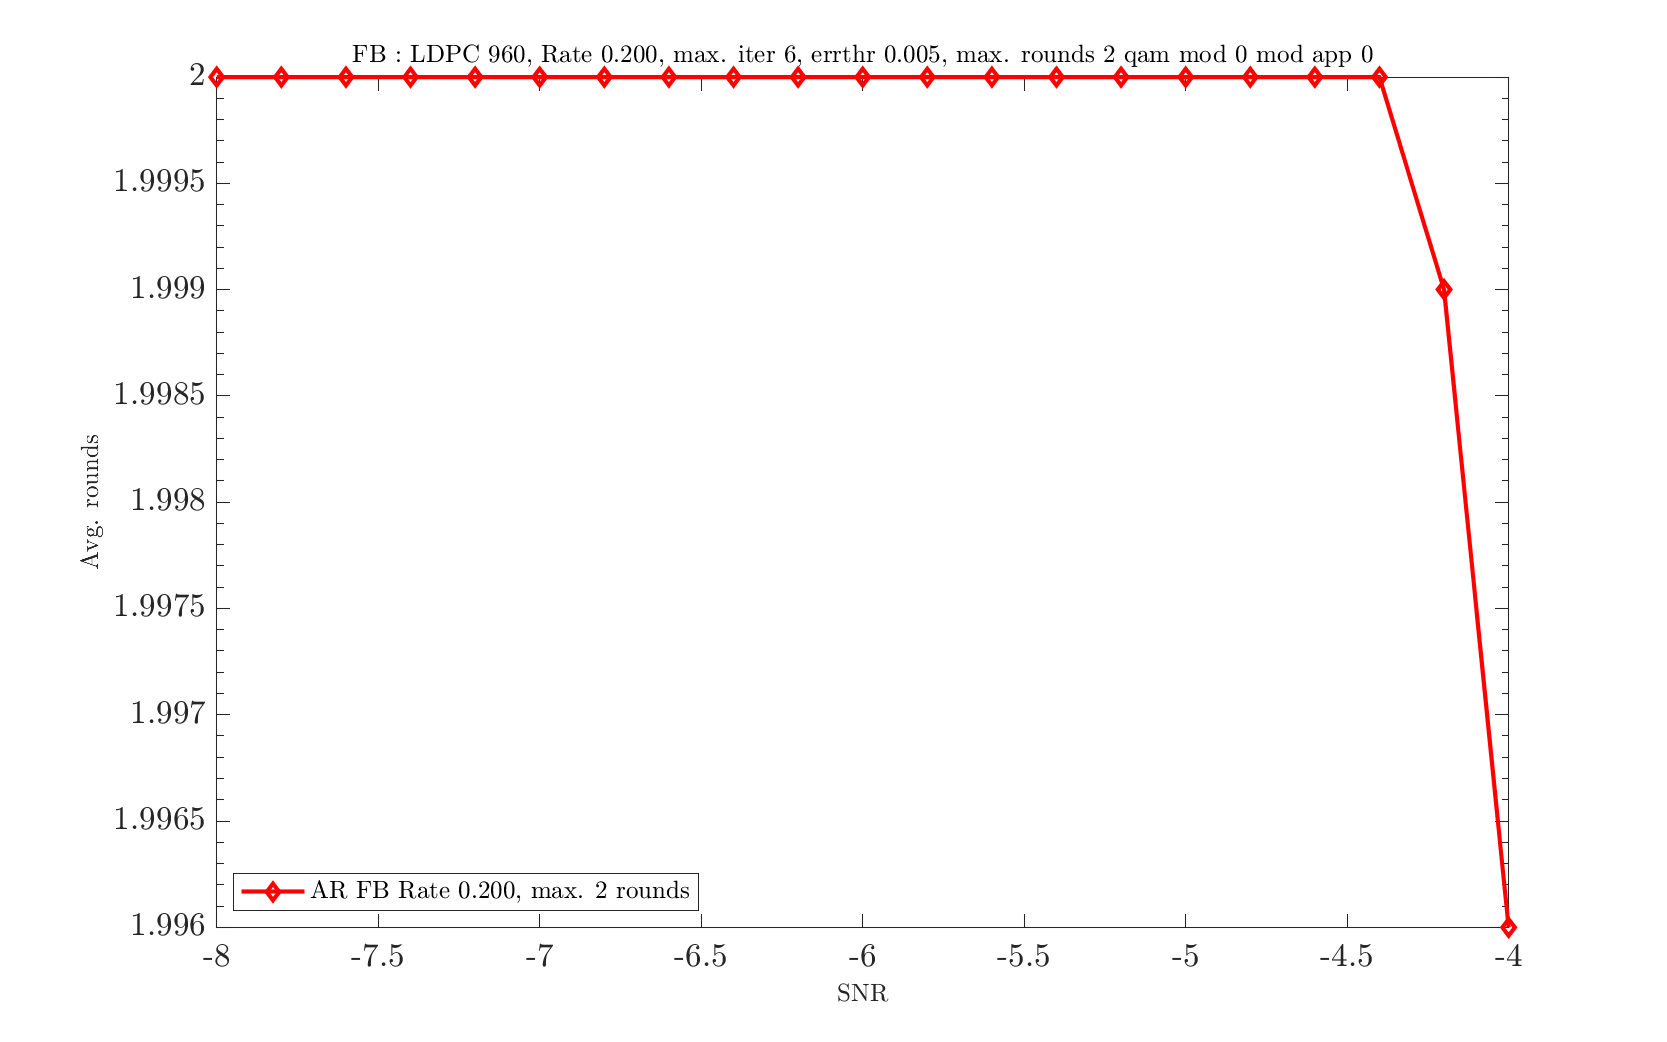 FB : LDPC 960, Rate 0.200, max. iter 6, errthr 0.005, max. rounds 2 qam mod 0 mod app 0
2
1.9995
1.999
1.9985
1.998
1.9975
1.997
1.9965
1.996
Avg. rounds
AR FB Rate 0.200, max. 2 rounds
-8 -7.5 -7 -6.5 -6 -5.5 -5 -4.5 -4
SNR